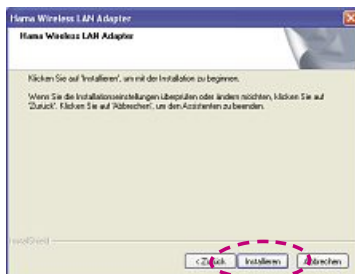 Hama Wireless LAN Adapter
Hama Wireless LAN Adapter
Klicken Sie auf 'Installieren', um mit der Installation zu beginnen.
Wenn Sie die Installationseinstellungen überprüfen oder ändern möchten, klicken Sie auf
'Zurück'. Klicken Sie auf 'Abbrechen', um den Assistenten zu beenden.
InstallShield
< Zurück Installieren Abbrechen